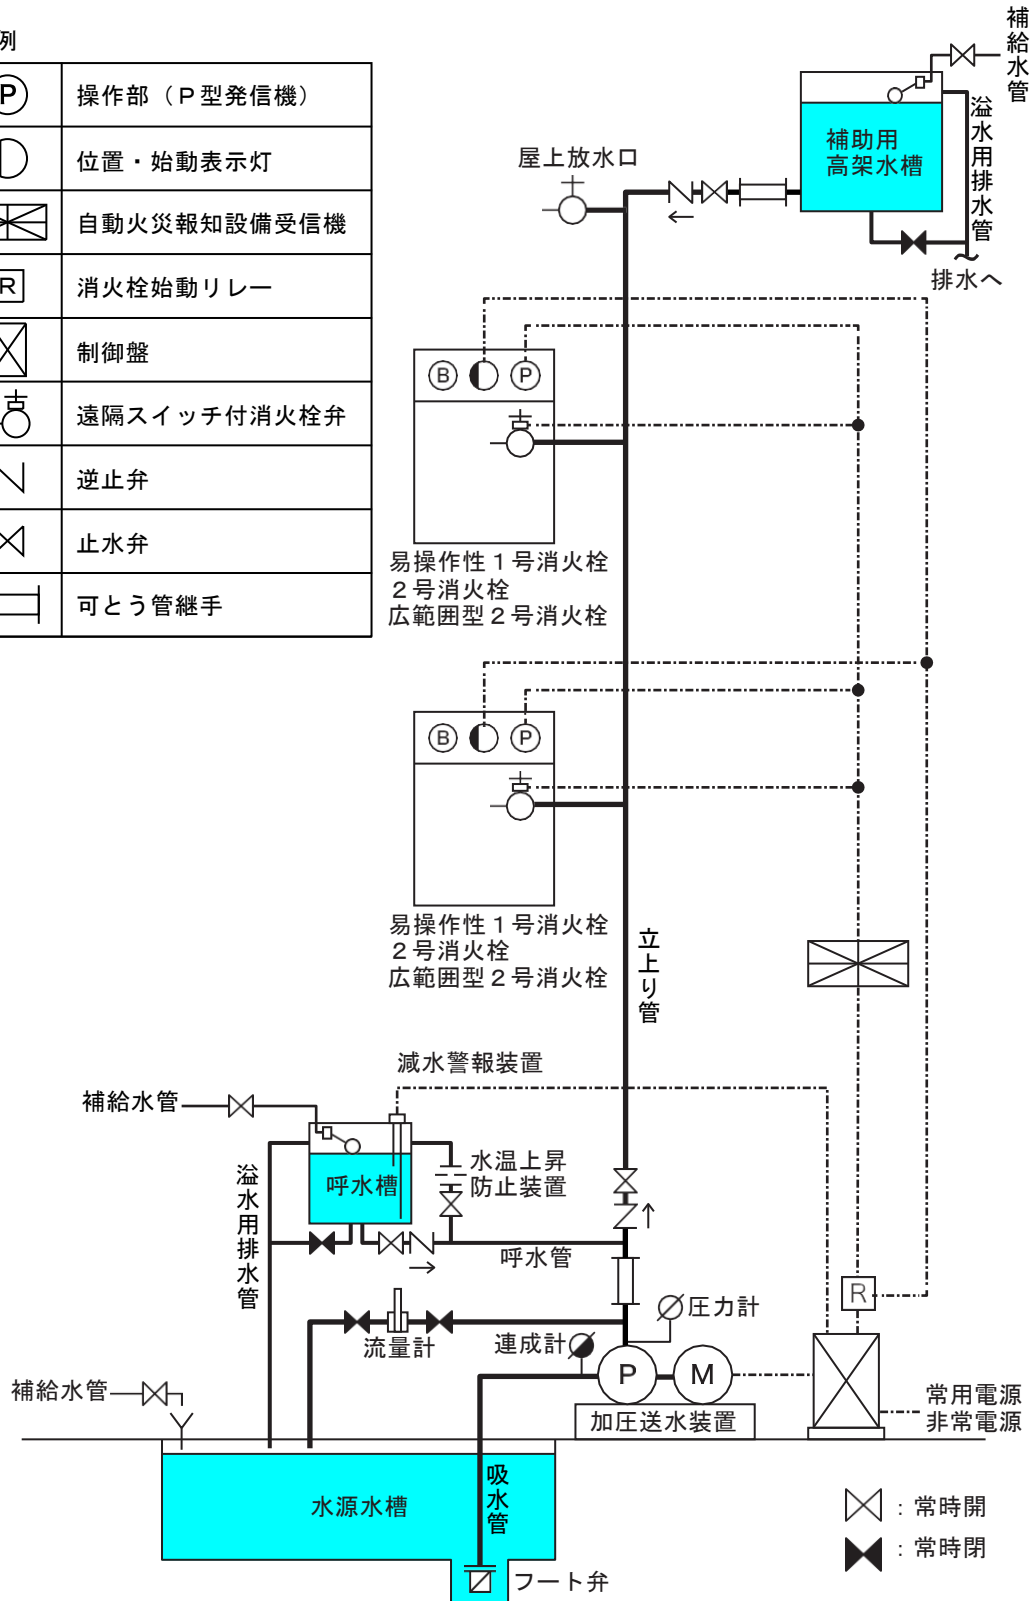 例
P
操作部（Ｐ型発信機）
位置・始動表示灯
自動火災報知設備受信機
R
消火栓始動リレー
制御盤
遠隔スイッチ付消火栓弁
逆止弁
止水弁
可とう管継手
補給水管
補助用
高架水槽
溢水用排水管
排水へ
屋上放水口
B
P
易操作性１号消火栓
２号消火栓
広範囲型２号消火栓
B
P
易操作性１号消火栓
２号消火栓
広範囲型２号消火栓
立上り管
減水警報装置
補給水管
呼水槽
水温上昇
防止装置
溢水用排水管
呼水管
流量計
連成計
圧力計
R
P
M
加圧送水装置
常用電源
非常電源
補給水管
水源水槽
吸水管
フート弁
：常時開
：常時閉